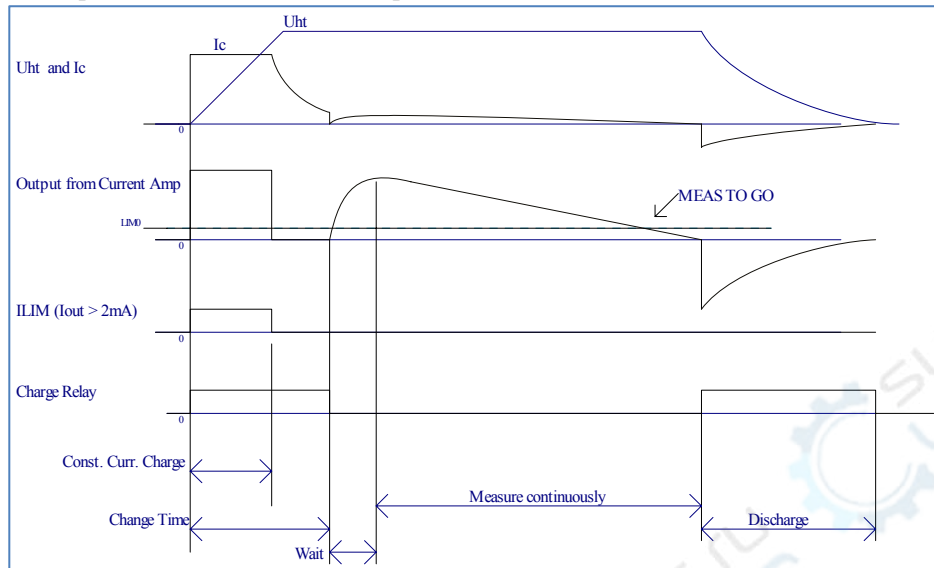 Uht
Ic
Uht and Ic
0
Output from Current Amp
MEAS TO GO
LIM0
0
ILIM (Iout > 2mA)
0
Charge Relay
0
Const. Curr. Charge
Measure continuously
Change Time
Discharge
Wait